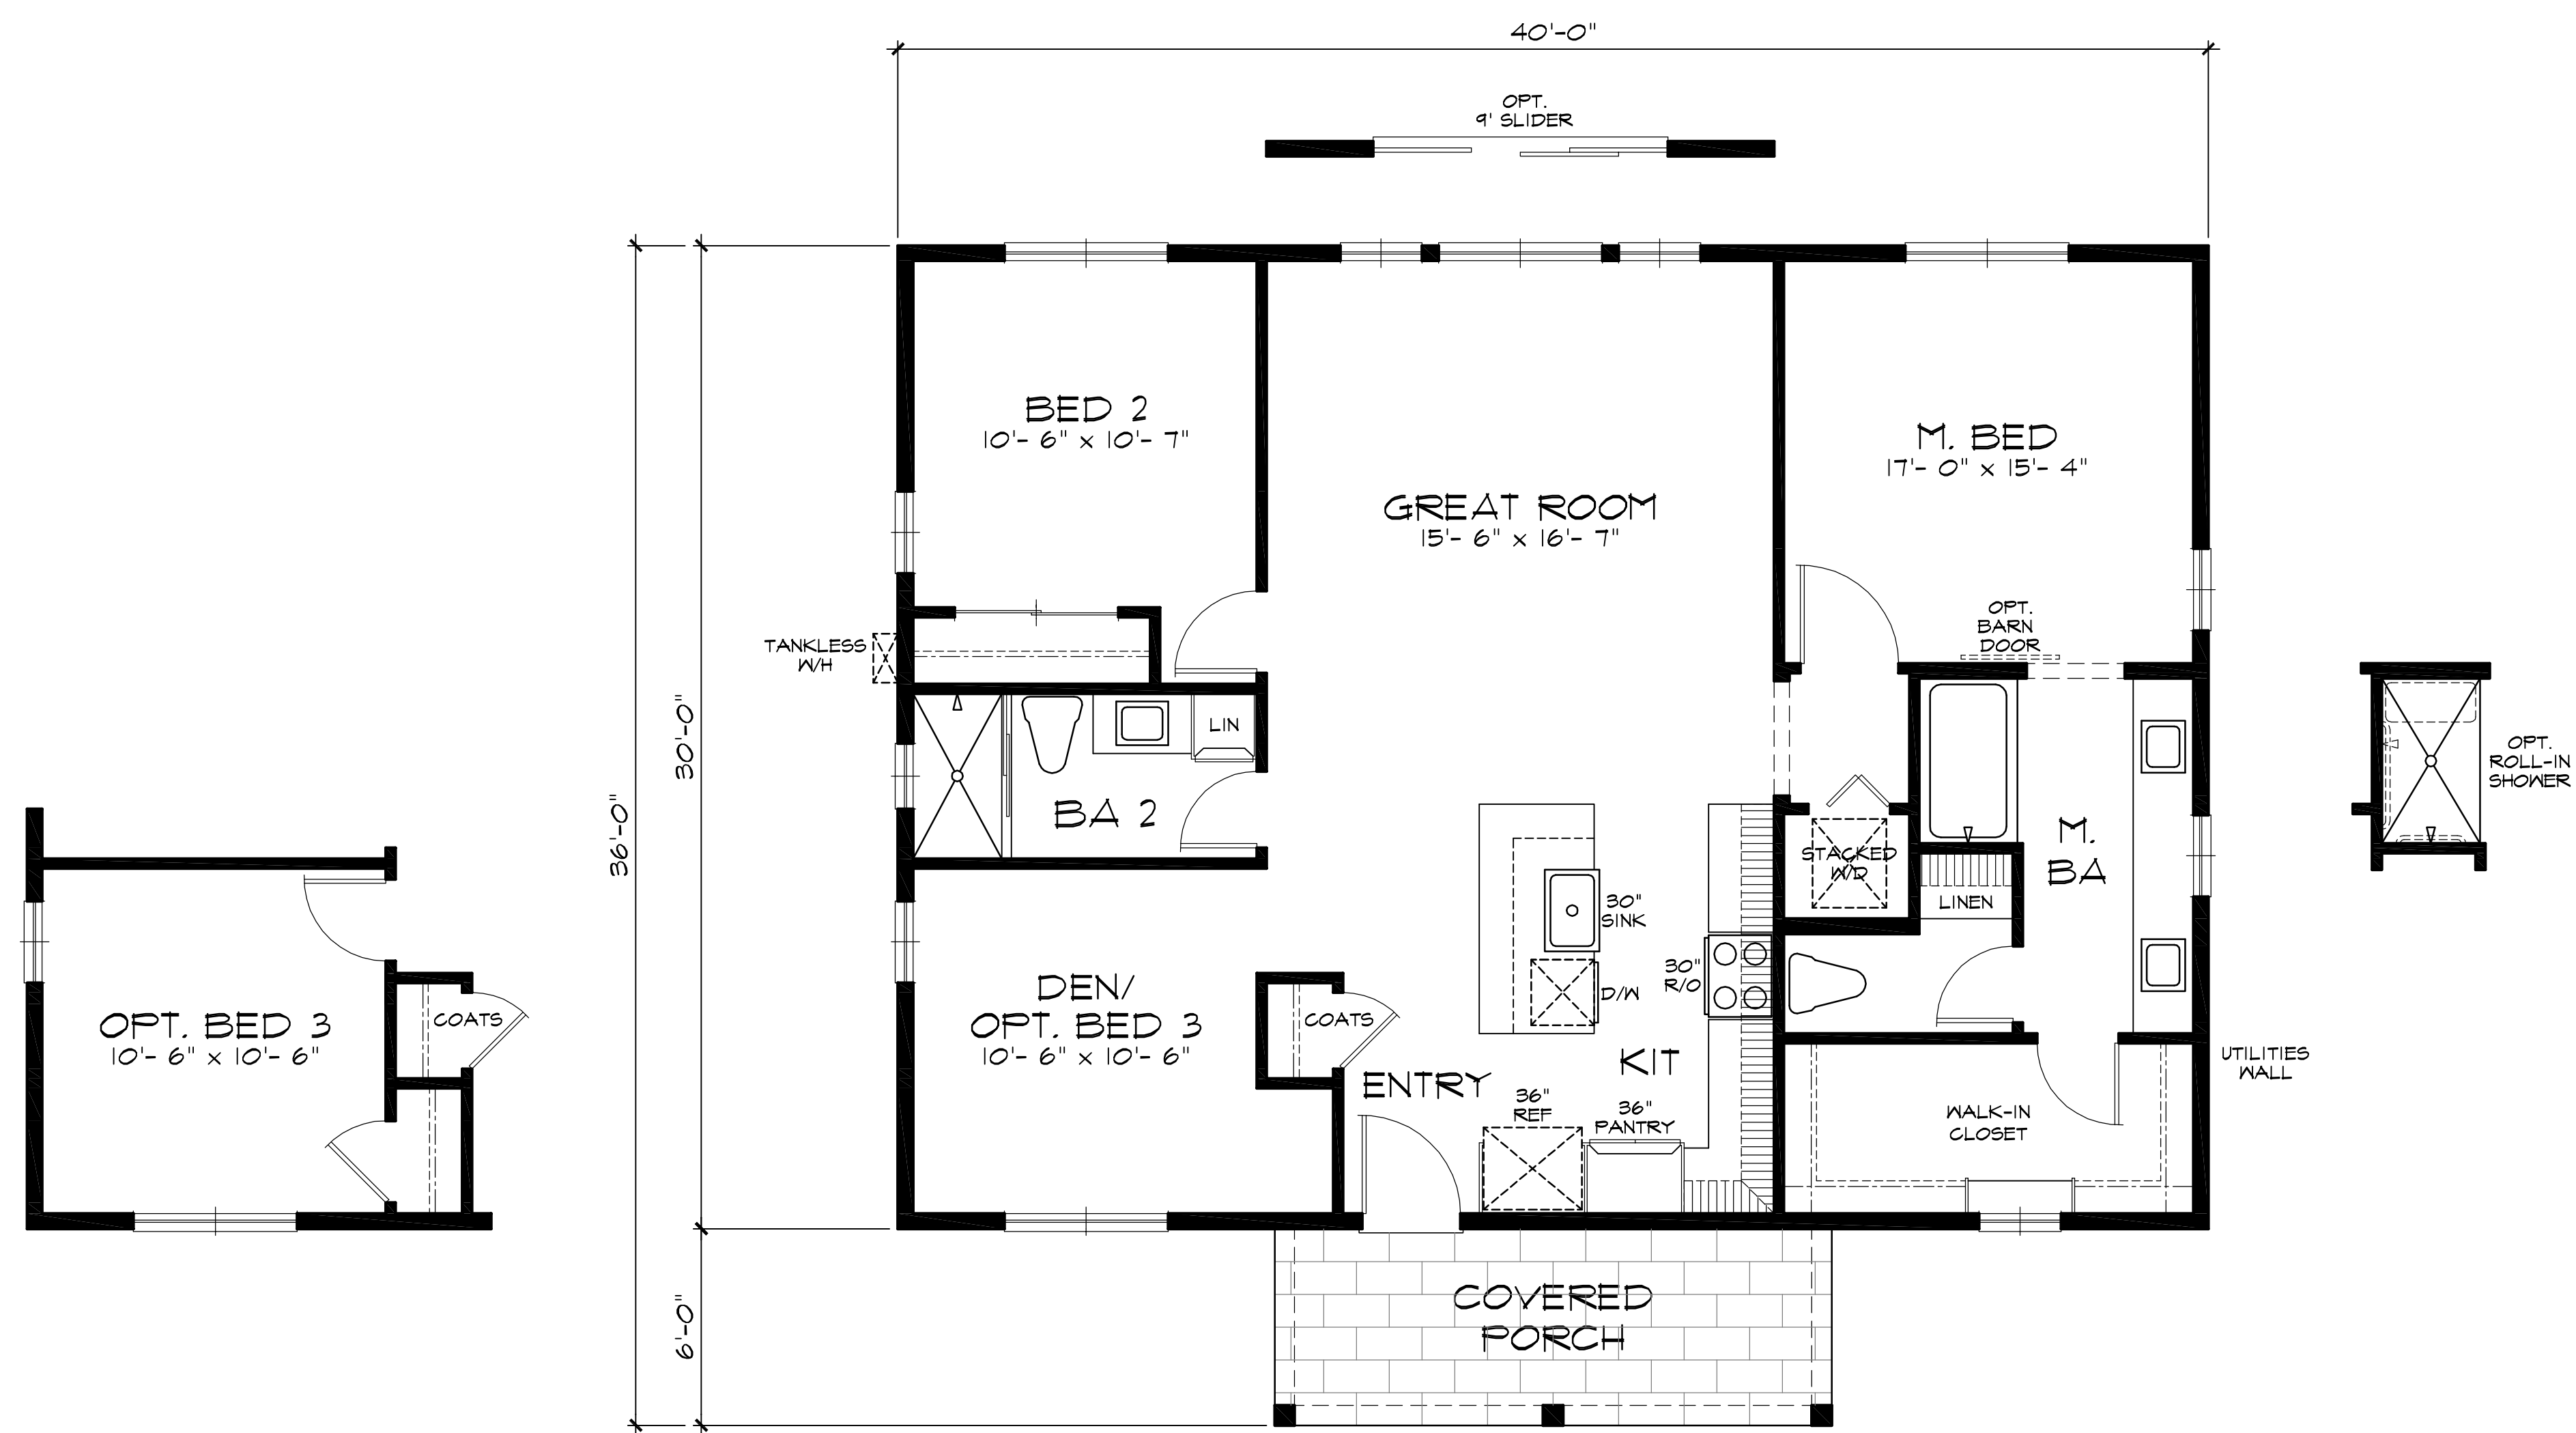 40'-0"
OPT.
9' SLIDER
BED 2
10'- 6" x 10'- 7"
M. BED
17'- 0" x 15'- 4"
GREAT ROOM
15'- 6" x 16'- 7"
OPT.
BARN
DOOR
TANKLESS
W/H
30'-0"
36'-0"
6'-0"
LIN
BA 2
OPT.
ROLL-IN
SHOWER
M.
BA
STACKED
W/D
LINEN
30"
SINK
30"
R/O
D/W
DEN/
OPT. BED 3
10'- 6" x 10'- 6"
COATS
OPT. BED 3
10'- 6" x 10'- 6"
COATS
KIT
ENTRY
36"
REF
36"
PANTRY
UTILITIES
WALL
WALK-IN
CLOSET
COVERED
PORCH